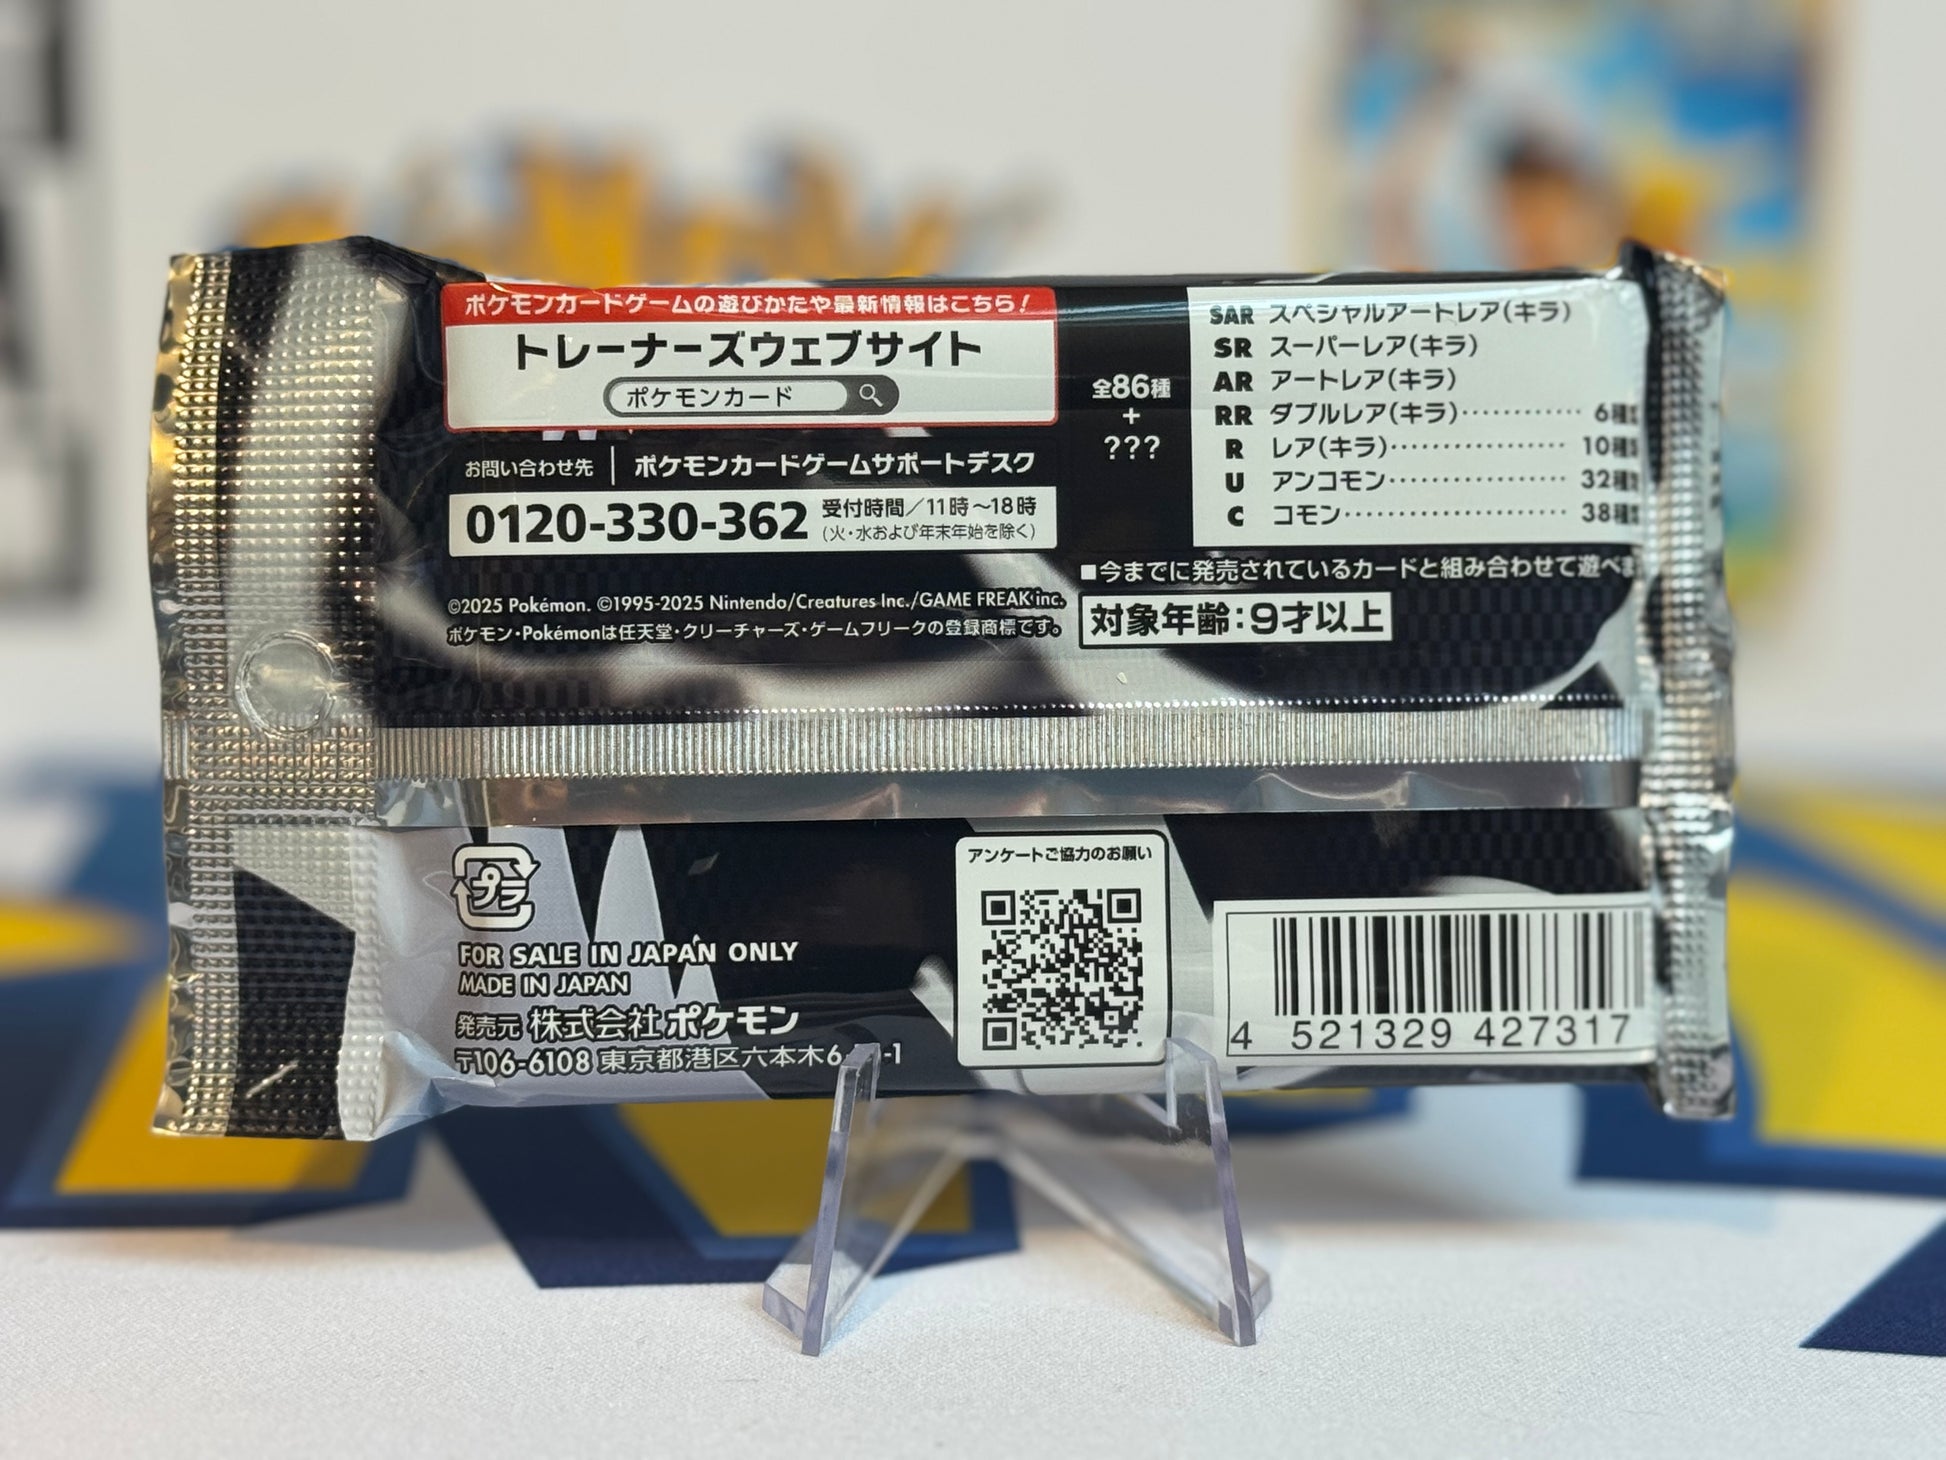 ポケモンカードゲームの遊びかたや最新情報はこちら!
トレーナーズウェブサイト
ポケモンカード
お問い合わせ先 ポケモンカードゲームサポートデスク
0120-330-362 受付時間/11時~18時
(火・水および年末年始を除く)
©2025 Pokémon. ©1995-2025 Nintendo/Creatures Inc./GAME FREAK inc.
ポケモン・Pokémonは任天堂・クリーチャーズ・ゲームフリークの登録商標です。
全86種
+
???
SAR スペシャルアートレア(キラ)
SR スーパーレア(キラ)
AR アートレア(キラ)
RR ダブルレア(キラ)············ 6種
R レア(キラ)················· 10種
U アンコモン················· 32種
C コモン····················· 38種
■今までに発売されているカードと組み合わせて遊べま
対象年齢:9才以上
プラ
FOR SALE IN JAPAN ONLY
MADE IN JAPAN
発売元 株式会社ポケモン
〒106-6108 東京都港区六本木6 -1
アンケートご協力のお願い
4 521329 427317